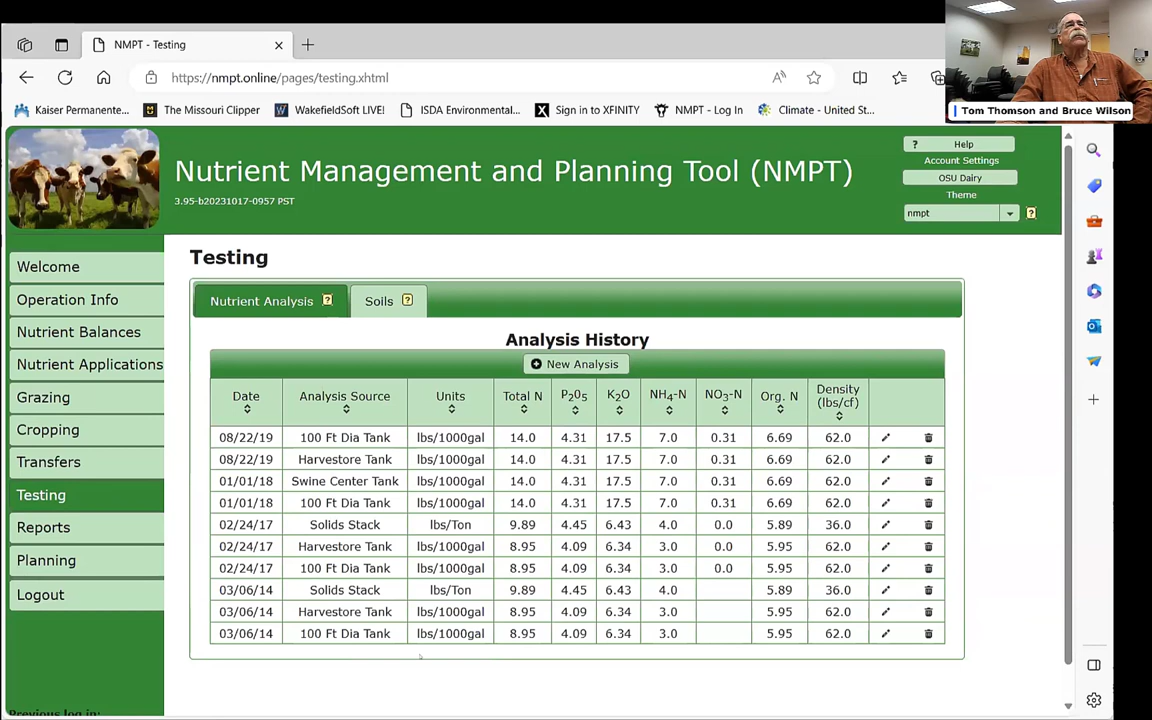 NMPT - Testing
https://nmpt.online/pages/testing.xhtml
Kaiser Permanente... The Missouri Clipper WakefieldSoft LIVE! ISDA Environmental... Sign in to XFINITY NMPT - Log In Climate - United St...
Tom Thomson and Bruce Wilson
Nutrient Management and Planning Tool (NMPT)
3.95-b20231017-0957 PST
? Help
Account Settings
OSU Dairy
Theme
nmpt ?
Welcome
Operation Info
Nutrient Balances
Nutrient Applications
Grazing
Cropping
Transfers
Testing
Reports
Planning
Logout
Previous log in:
Testing
Nutrient Analysis ? Soils ?
Analysis History
New Analysis
Date Analysis Source Units Total N P₂0₅ K₂O NH₄-N NO₃-N Org. N Density (lbs/cf)
08/22/19 100 Ft Dia Tank lbs/1000gal 14.0 4.31 17.5 7.0 0.31 6.69 62.0
08/22/19 Harvestore Tank lbs/1000gal 14.0 4.31 17.5 7.0 0.31 6.69 62.0
01/01/18 Swine Center Tank lbs/1000gal 14.0 4.31 17.5 7.0 0.31 6.69 62.0
01/01/18 100 Ft Dia Tank lbs/1000gal 14.0 4.31 17.5 7.0 0.31 6.69 62.0
02/24/17 Solids Stack lbs/Ton 9.89 4.45 6.43 4.0 0.0 5.89 36.0
02/24/17 Harvestore Tank lbs/1000gal 8.95 4.09 6.34 3.0 0.0 5.95 62.0
02/24/17 100 Ft Dia Tank lbs/1000gal 8.95 4.09 6.34 3.0 0.0 5.95 62.0
03/06/14 Solids Stack lbs/Ton 9.89 4.45 6.43 4.0 5.89 36.0
03/06/14 Harvestore Tank lbs/1000gal 8.95 4.09 6.34 3.0 5.95 62.0
03/06/14 100 Ft Dia Tank lbs/1000gal 8.95 4.09 6.34 3.0 5.95 62.0